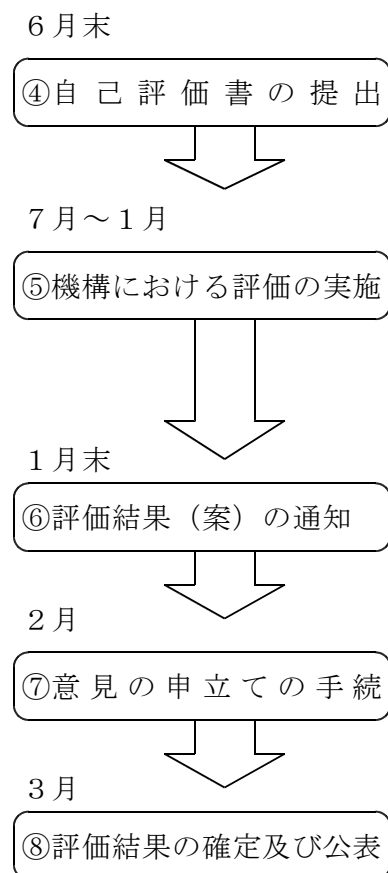 ６月末
④自己評価書の提出
７月～１月
⑤機構における評価の実施
１月末
⑥評価結果（案）の通知
２月
⑦意見の申立ての手続
３月
⑧評価結果の確定及び公表